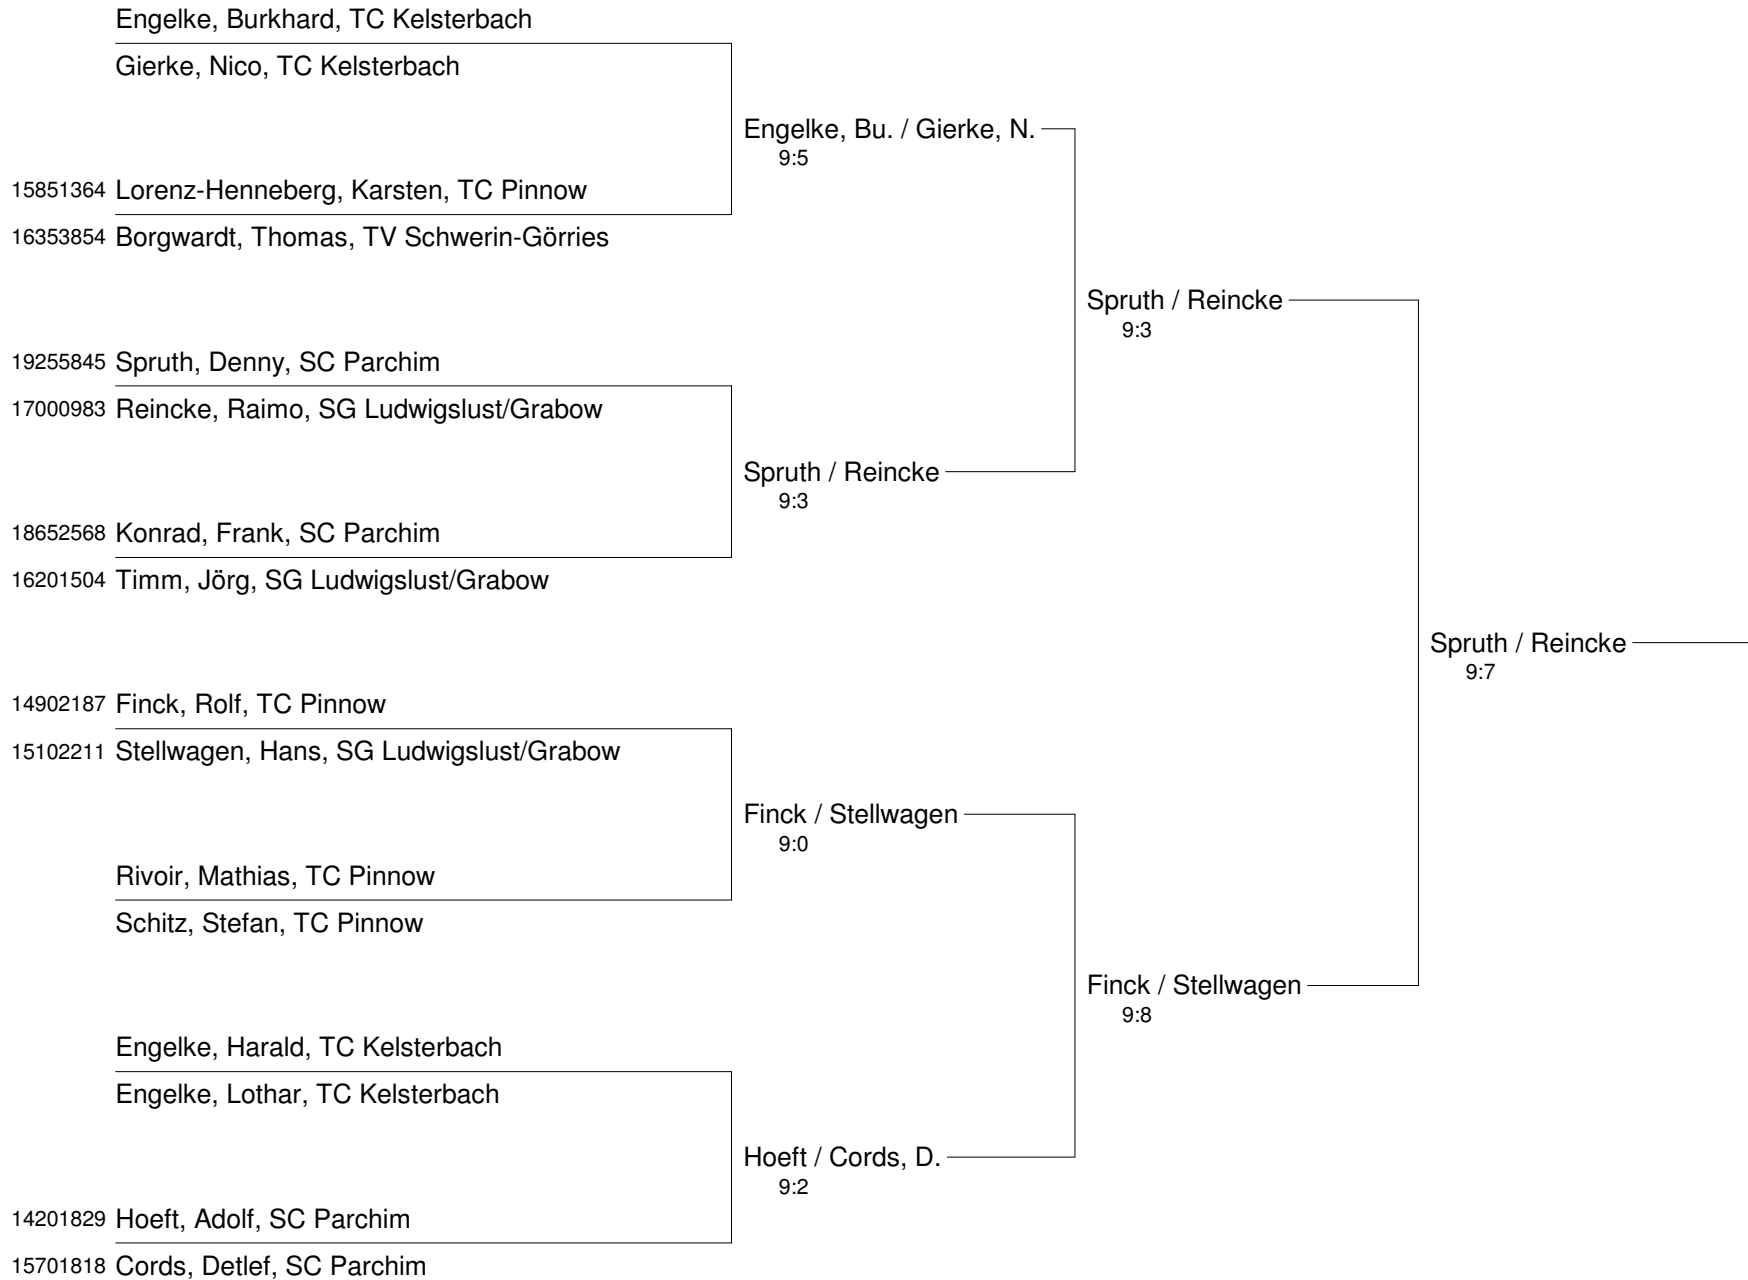 Engelke, Burkhard, TC Kelsterbach
Gierke, Nico, TC Kelsterbach
Engelke, Bu. / Gierke, N.
9:5
15851364 Lorenz-Henneberg, Karsten, TC Pinnow
16353854 Borgwardt, Thomas, TV Schwerin-Görries
Spruth / Reincke
9:3
19255845 Spruth, Denny, SC Parchim
17000983 Reincke, Raimo, SG Ludwigslust/Grabow
Spruth / Reincke
9:3
18652568 Konrad, Frank, SC Parchim
16201504 Timm, Jörg, SG Ludwigslust/Grabow
Spruth / Reincke
9:7
14902187 Finck, Rolf, TC Pinnow
15102211 Stellwagen, Hans, SG Ludwigslust/Grabow
Finck / Stellwagen
9:0
Rivoir, Mathias, TC Pinnow
Schitz, Stefan, TC Pinnow
Finck / Stellwagen
9:8
Engelke, Harald, TC Kelsterbach
Engelke, Lothar, TC Kelsterbach
Hoeft / Cords, D.
9:2
14201829 Hoeft, Adolf, SC Parchim
15701818 Cords, Detlef, SC Parchim